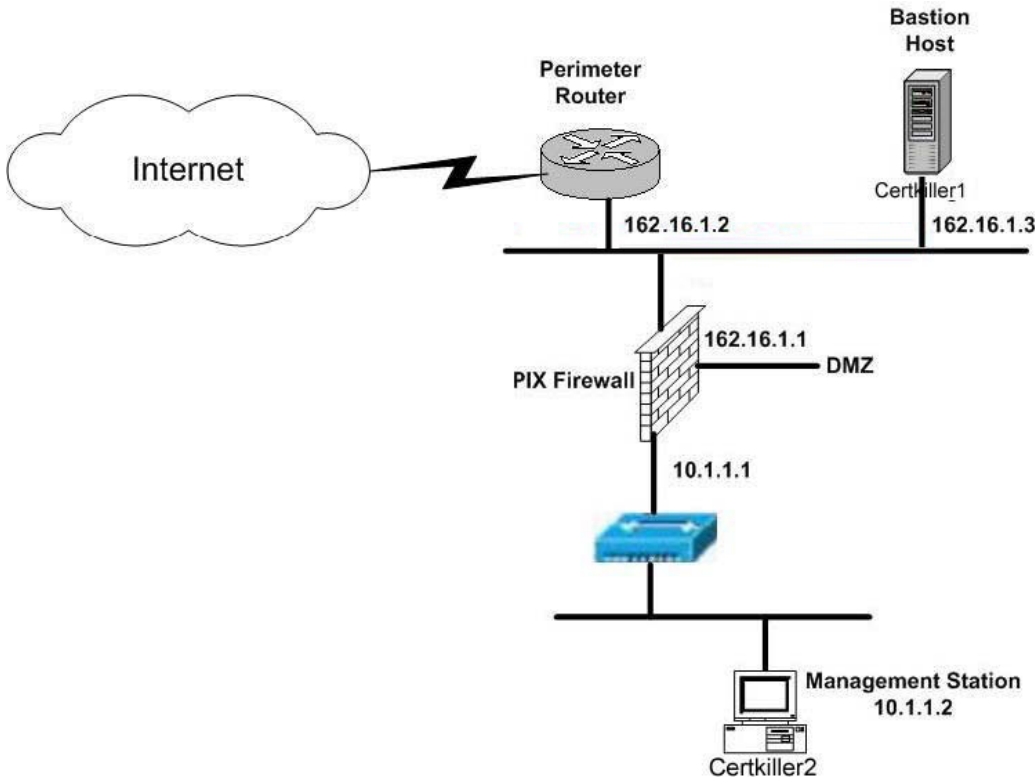 Bastion
Host
Perimeter
Router
Internet
Certkiller1
162.16.1.2
162.16.1.3
162.16.1.1
PIX Firewall
DMZ
10.1.1.1
Management Station
10.1.1.2
Certkiller2